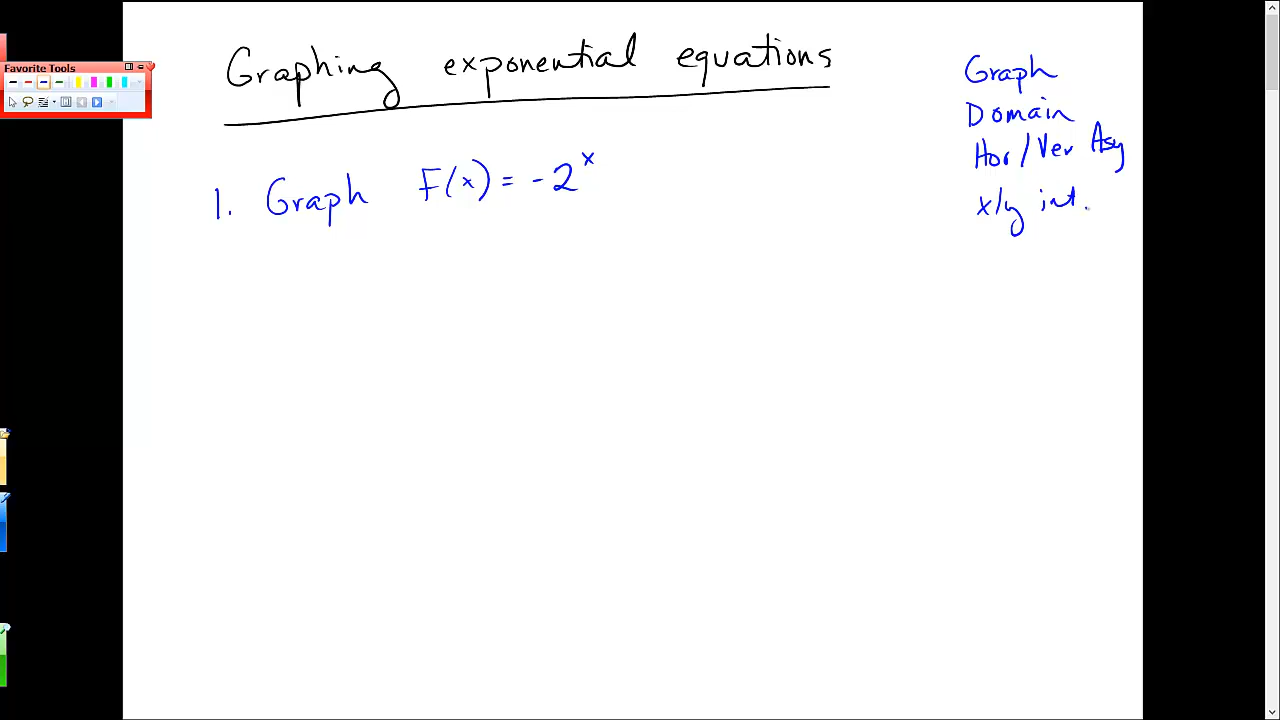 Graphing exponential equations
Favorite Tools
Graph
Domain
Hor/Ver Asy
x/y int.
1. Graph F(x) = -2^x